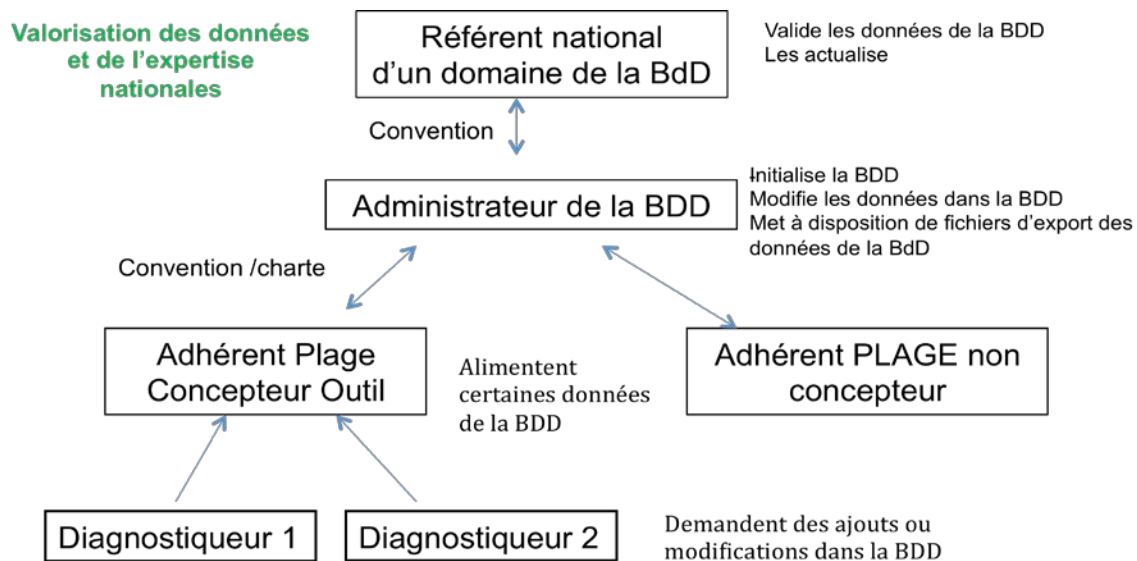 Valorisation des données
et de l'expertise
nationales
Référent national
d'un domaine de la BdD
Valide les données de la BDD
Les actualise
Convention
Administrateur de la BDD
Initialise la BDD
Modifie les données dans la BDD
Met à disposition de fichiers d'export des
données de la BdD
Convention /charte
Adhérent Plage
Concepteur Outil
Alimentent
certaines données
de la BDD
Adhérent PLAGE non
concepteur
Diagnostiqueur 1
Diagnostiqueur 2
Demandent des ajouts ou
modifications dans la BDD